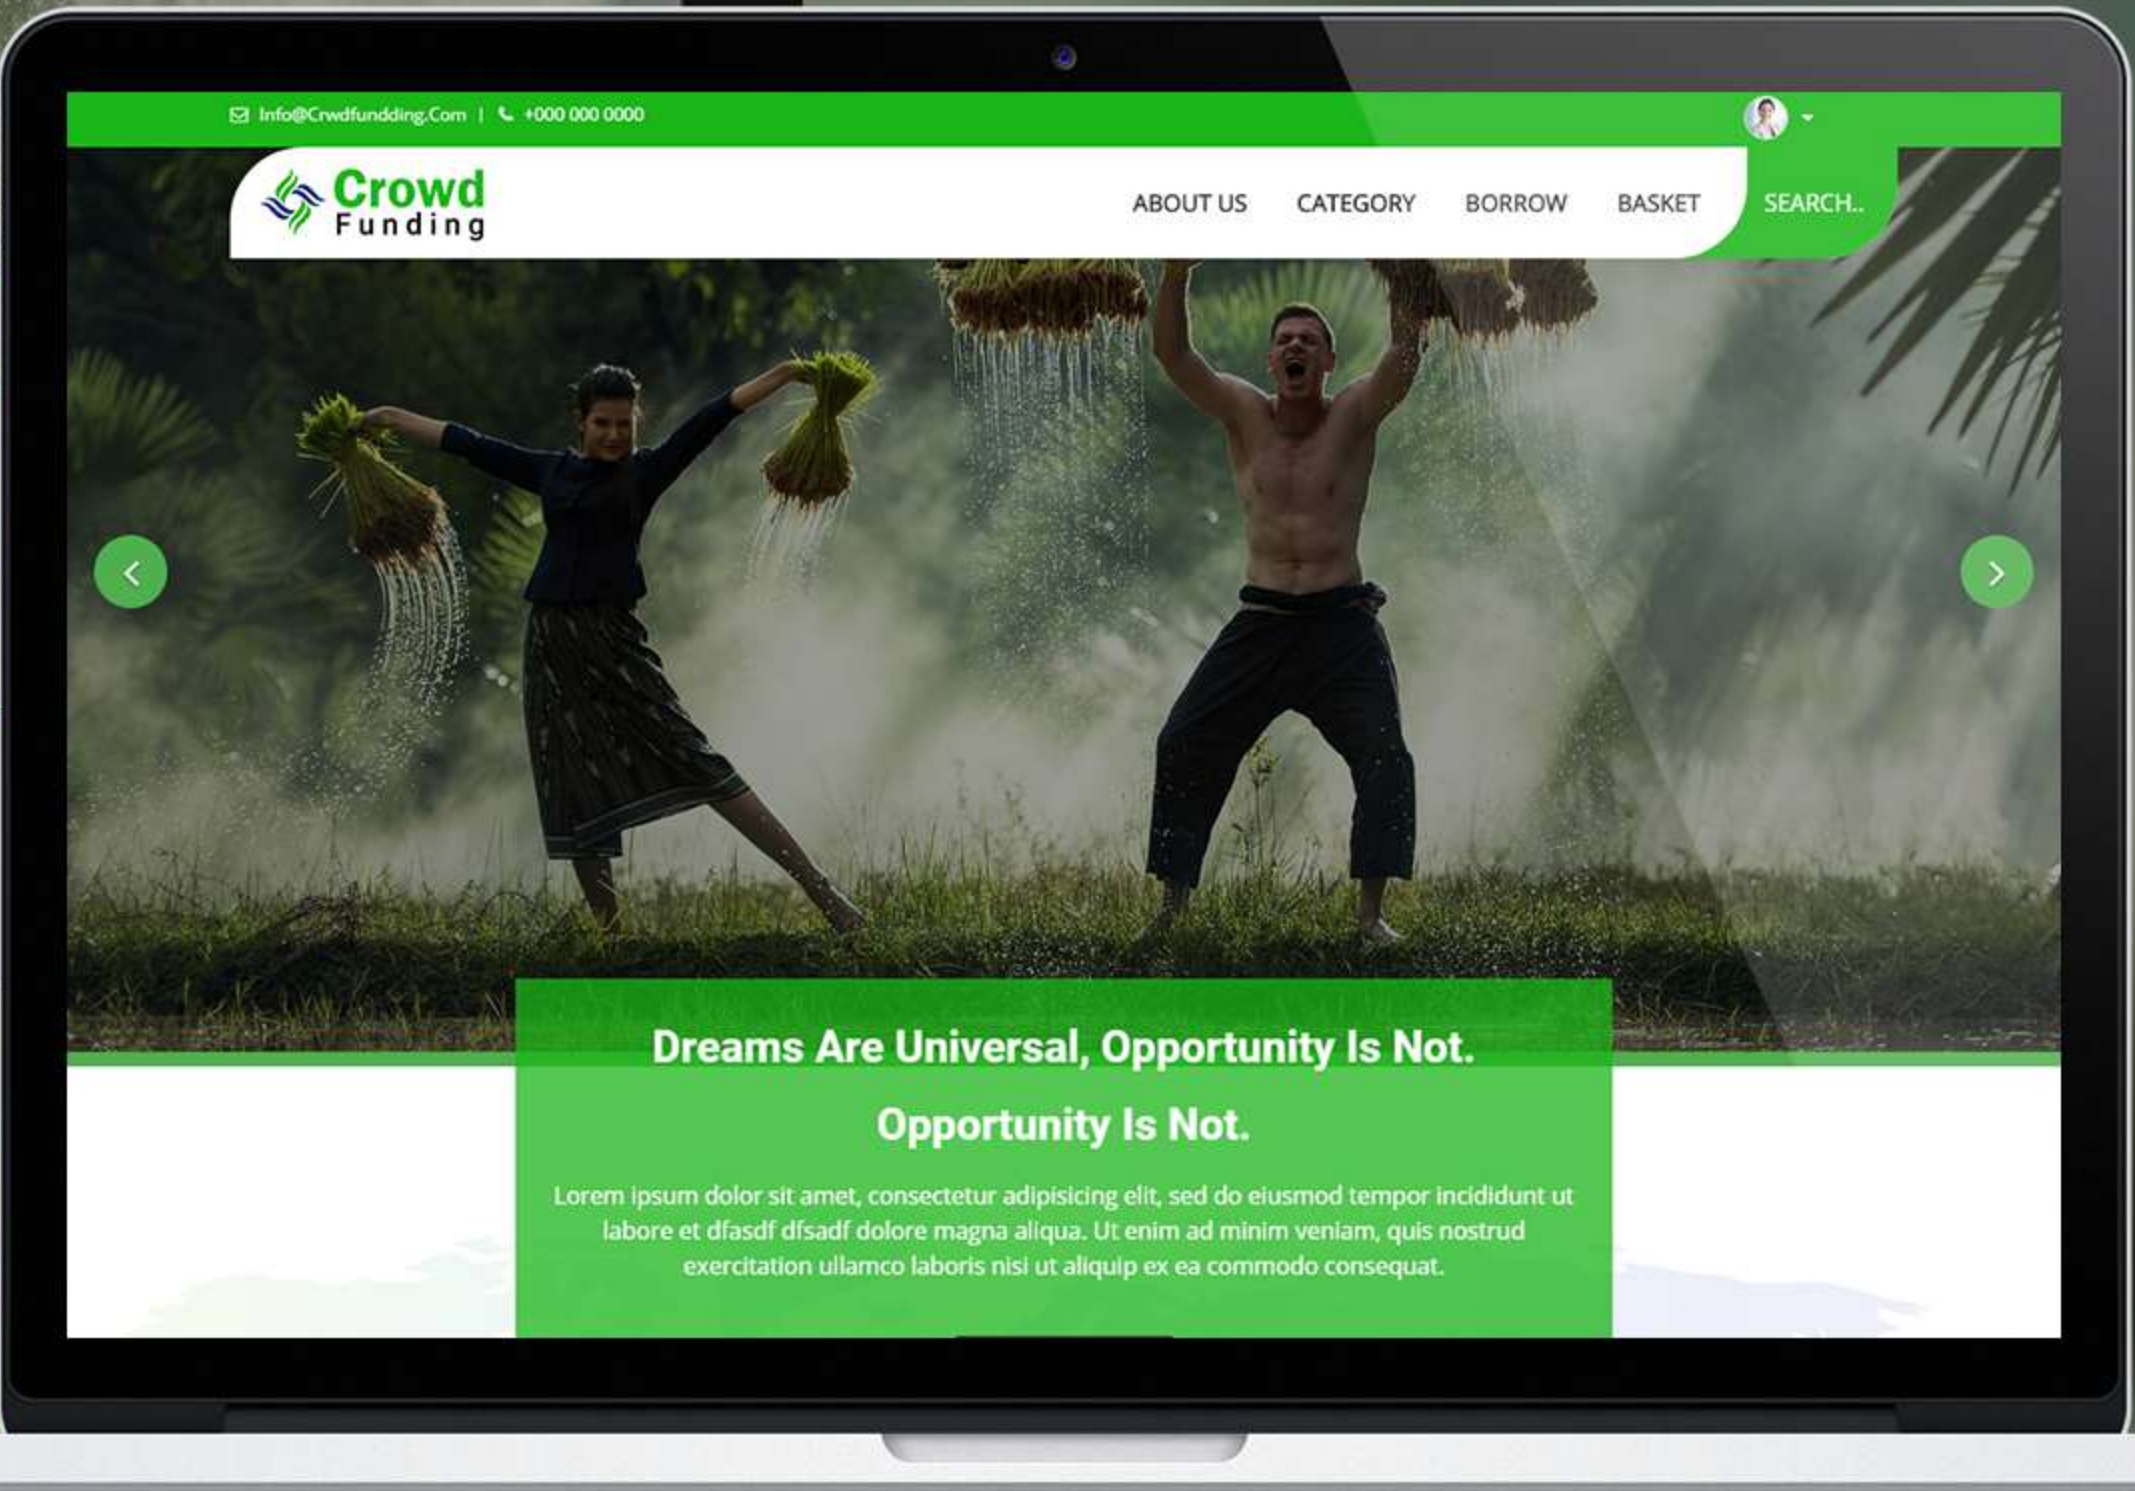 Info@Crwdfundding.Com | +000 000 0000
Crowd
Funding
ABOUT US CATEGORY BORROW BASKET SEARCH..
Dreams Are Universal, Opportunity Is Not.
Opportunity Is Not.
Lorem ipsum dolor sit amet, consectetur adipisicing elit, sed do eiusmod tempor incididunt ut
labore et dfasdf dfsadf dolore magna aliqua. Ut enim ad minim veniam, quis nostrud
exercitation ullamco laboris nisi ut aliquip ex ea commodo consequat.